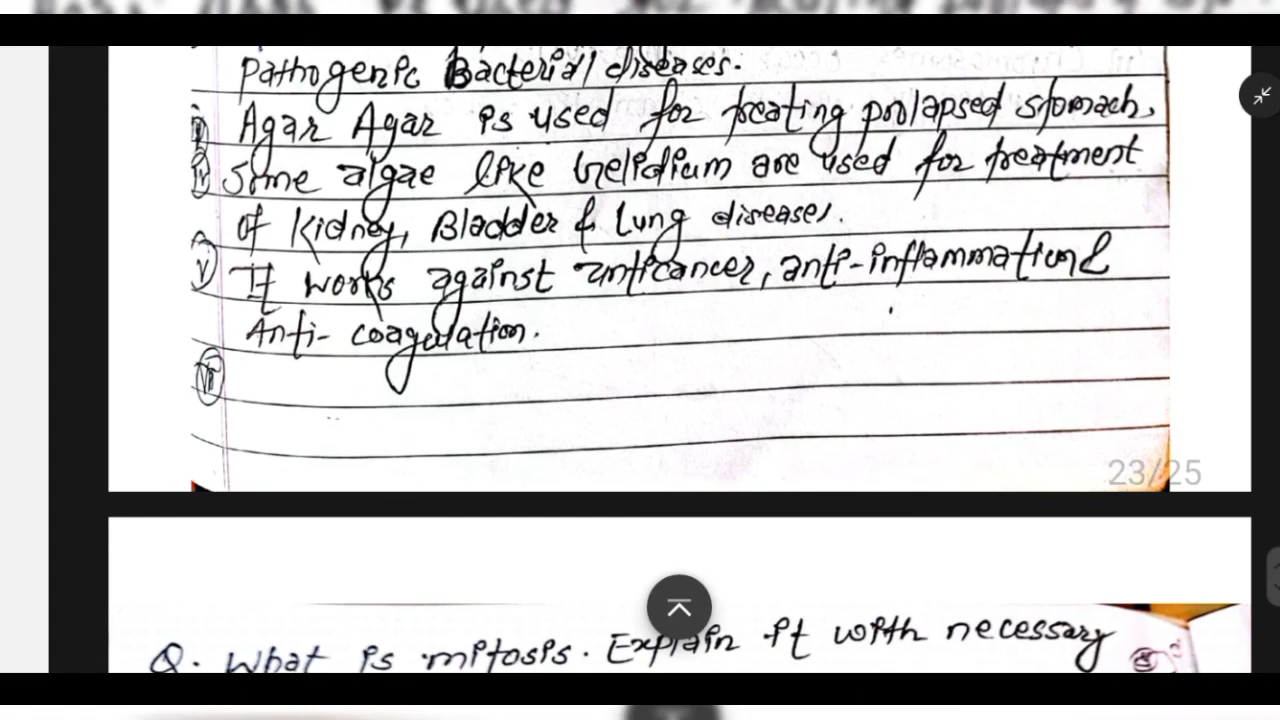 Pathogenic Bacterial diseases.
Agar Agar is used for treating prolapsed stomach,
iv Some algae like Gelidium are used for treatment
of Kidney, Bladder & Lung diseases.
v It works against anticancer, anti-inflammation &
Anti-coagulation.
vi
23/25
Q. What is mitosis. Explain it with necessary